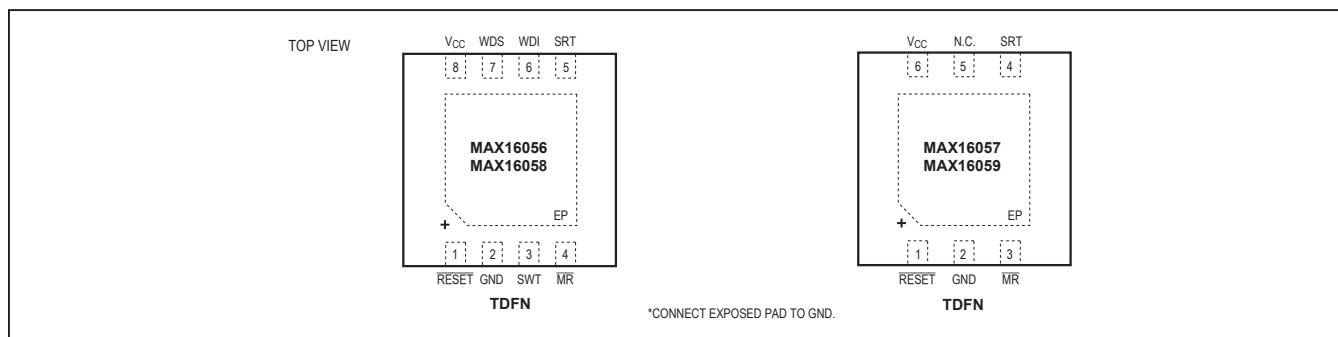 TOP VIEW
VCC WDS WDI SRT
8 7 6 5
MAX16056
MAX16058
EP
+
1 2 3 4
RESET GND SWT MR
TDFN
VCC N.C. SRT
6 5 4
MAX16057
MAX16059
EP
+
1 2 3
RESET GND MR
TDFN
*CONNECT EXPOSED PAD TO GND.